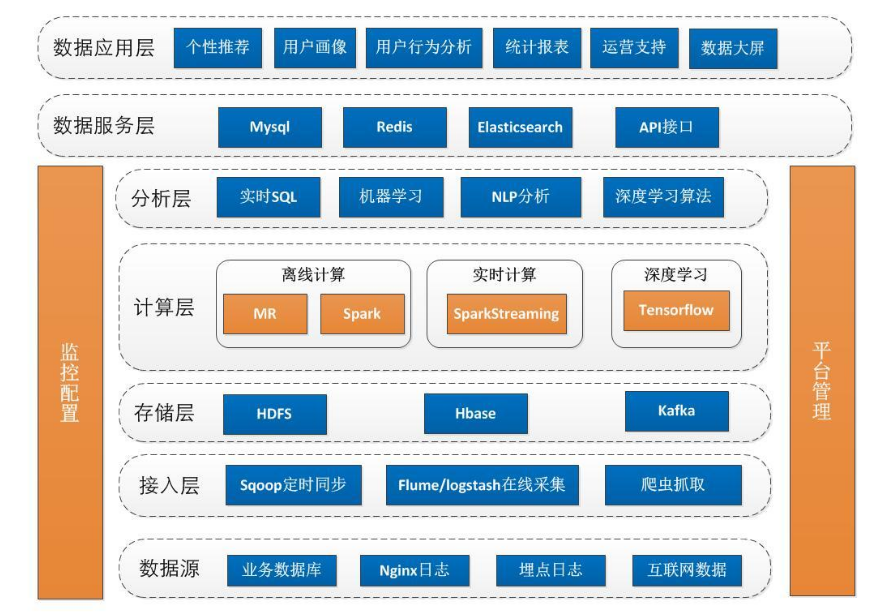 数据应用层 个性推荐 用户画像 用户行为分析 统计报表 运营支持 数据大屏
数据服务层 Mysql Redis Elasticsearch API接口
分析层 实时SQL 机器学习 NLP分析 深度学习算法
离线计算 实时计算 深度学习
计算层 MR Spark SparkStreaming Tensorflow
监控配置
平台管理
存储层 HDFS Hbase Kafka
接入层 Sqoop定时同步 Flume/logstash在线采集 爬虫抓取
数据源 业务数据库 Nginx日志 埋点日志 互联网数据